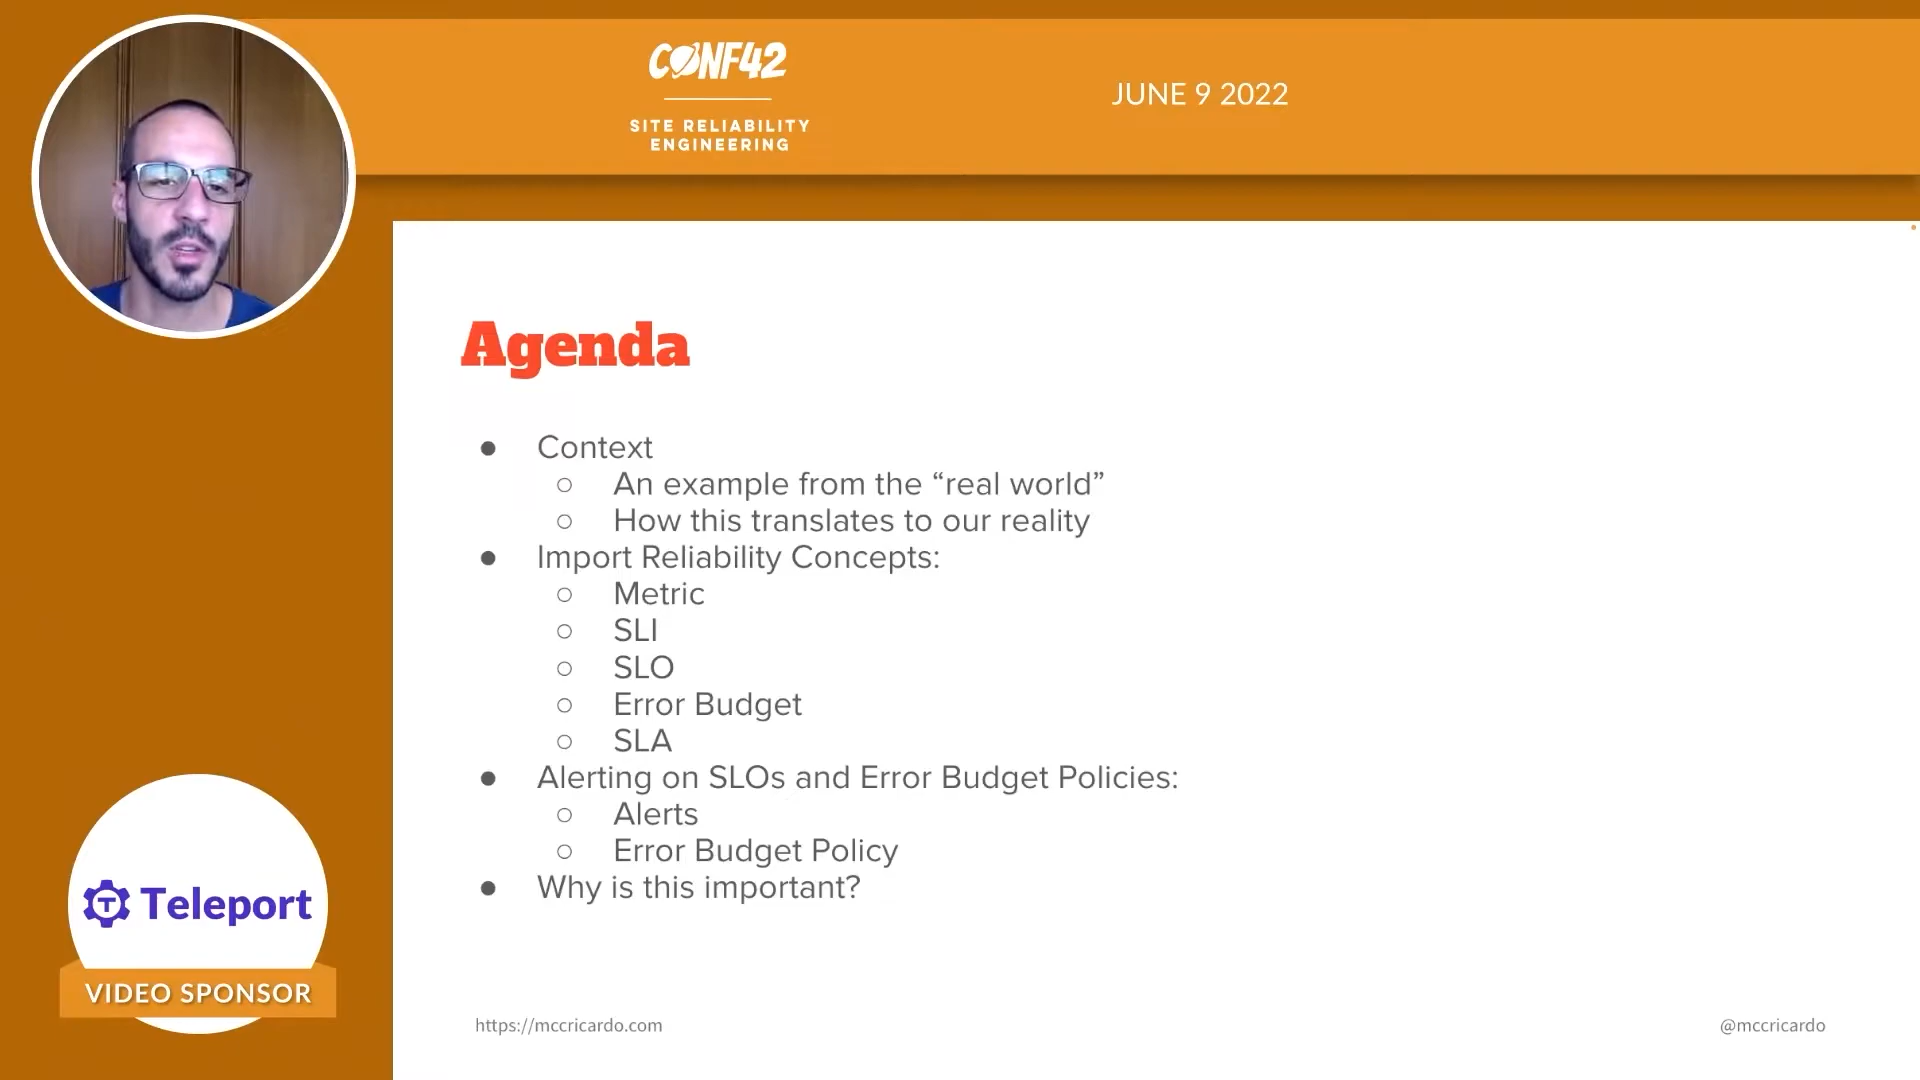 CONF42
SITE RELIABILITY
ENGINEERING
JUNE 9 2022
Agenda
● Context
○ An example from the “real world”
○ How this translates to our reality
● Import Reliability Concepts:
○ Metric
○ SLI
○ SLO
○ Error Budget
○ SLA
● Alerting on SLOs and Error Budget Policies:
○ Alerts
○ Error Budget Policy
● Why is this important?
T Teleport
VIDEO SPONSOR
https://mccricardo.com
@mccricardo